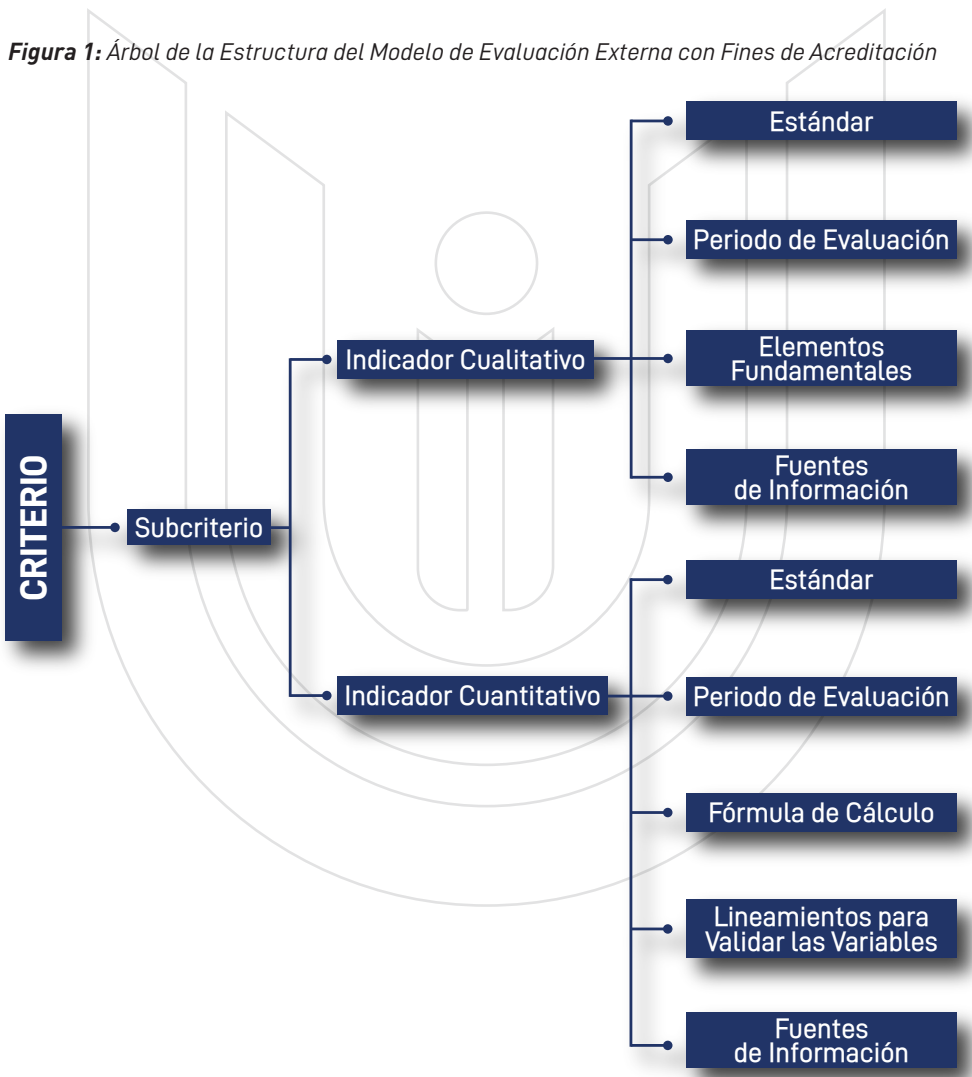 Figura 1: Árbol de la Estructura del Modelo de Evaluación Externa con Fines de Acreditación
CRITERIO
Subcriterio
Indicador Cualitativo
Estándar
Periodo de Evaluación
Elementos
Fundamentales
Fuentes
de Información
Indicador Cuantitativo
Estándar
Periodo de Evaluación
Fórmula de Cálculo
Lineamientos para
Validar las Variables
Fuentes
de Información